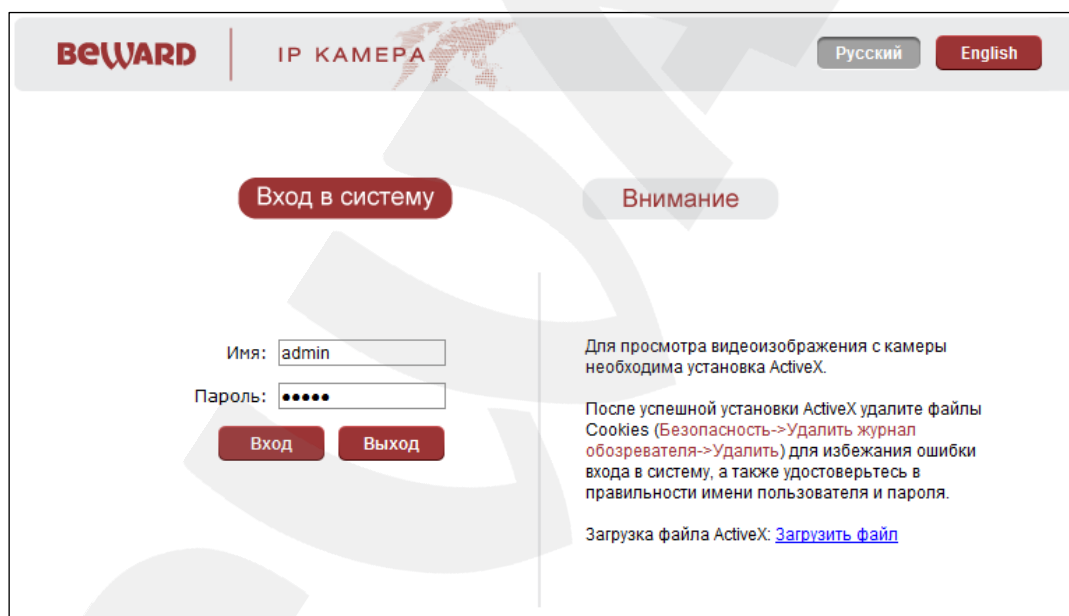 BEWARD
IP КАМЕРА
Русский
English
Вход в систему
Внимание
Имя: admin
Пароль: •••••
Вход
Выход
Для просмотра видеоизображения с камеры
необходима установка ActiveX.
После успешной установки ActiveX удалите файлы
Cookies (Безопасность->Удалить журнал
обозревателя->Удалить) для избежания ошибки
входа в систему, а также удостоверьтесь в
правильности имени пользователя и пароля.
Загрузка файла ActiveX: Загрузить файл